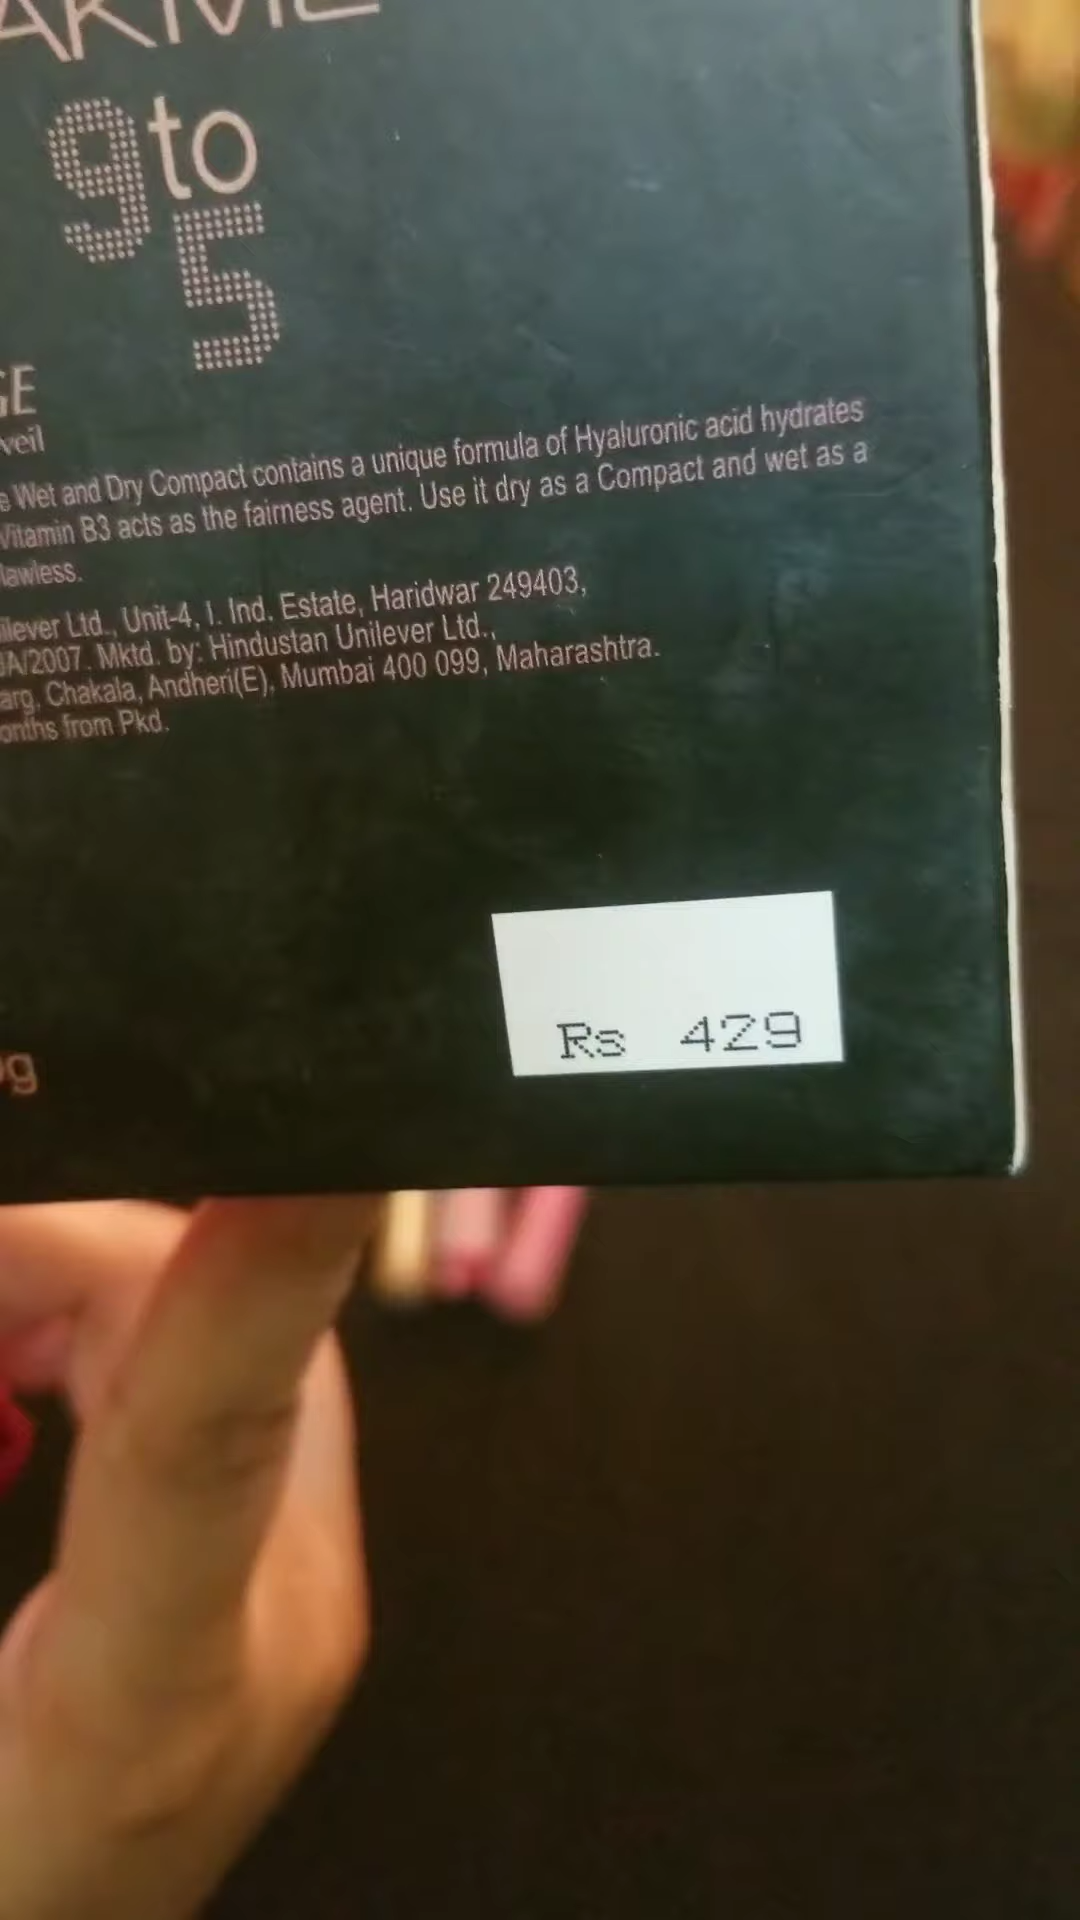 9to
5
GE
veil
Wet and Dry Compact contains a unique formula of Hyaluronic acid hydrates
Vitamin B3 acts as the fairness agent. Use it dry as a Compact and wet as a
lawless.
ilever Ltd., Unit-4, I. Ind. Estate, Haridwar 249403,
/2007. Mktd. by: Hindustan Unilever Ltd.,
arg, Chakala, Andheri(E), Mumbai 400 099, Maharashtra.
onths from Pkd.
g
Rs 429